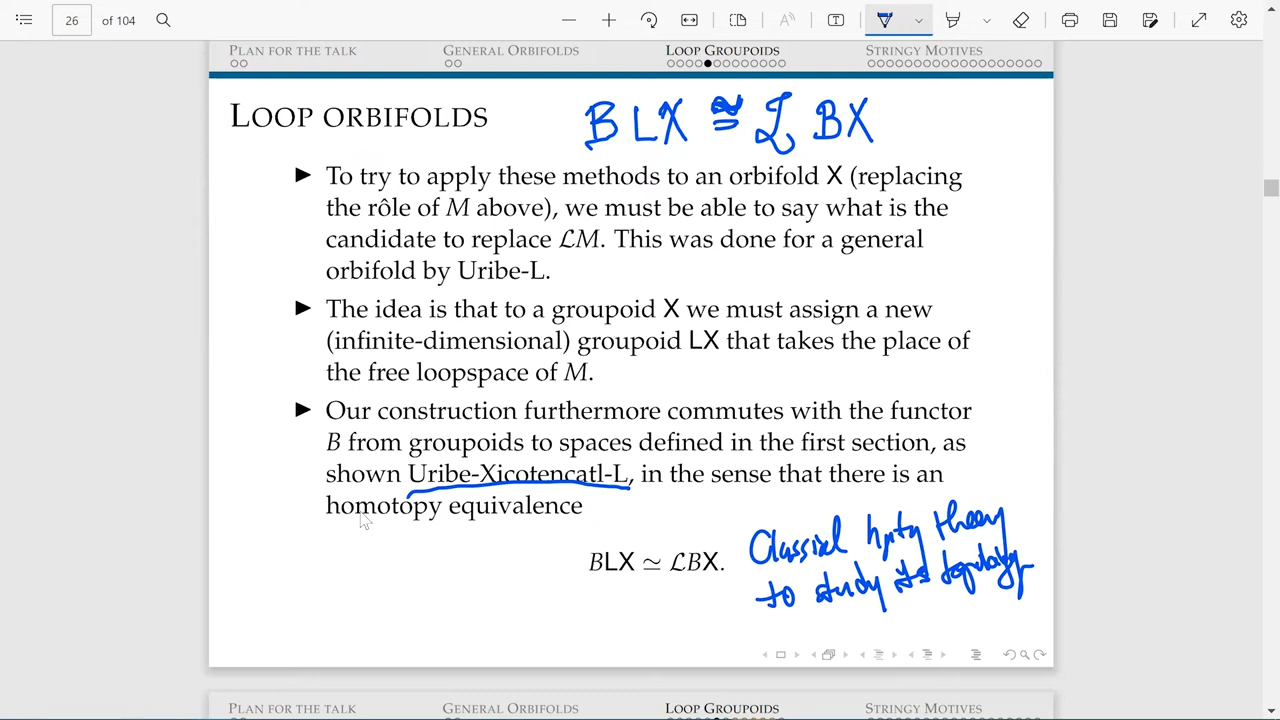 26 of 104
PLAN FOR THE TALK GENERAL ORBIFOLDS LOOP GROUPOIDS STRINGY MOTIVES
LOOP ORBIFOLDS
BLX ≅ ℒBX
► To try to apply these methods to an orbifold X (replacing
the rôle of M above), we must be able to say what is the
candidate to replace ℒM. This was done for a general
orbifold by Uribe-L.
► The idea is that to a groupoid X we must assign a new
(infinite-dimensional) groupoid LX that takes the place of
the free loopspace of M.
► Our construction furthermore commutes with the functor
B from groupoids to spaces defined in the first section, as
shown Uribe-Xicotencatl-L, in the sense that there is an
homotopy equivalence
BLX ≃ ℒBX.
Classical hpty theory
to study its topology
PLAN FOR THE TALK GENERAL ORBIFOLDS LOOP GROUPOIDS STRINGY MOTIVES